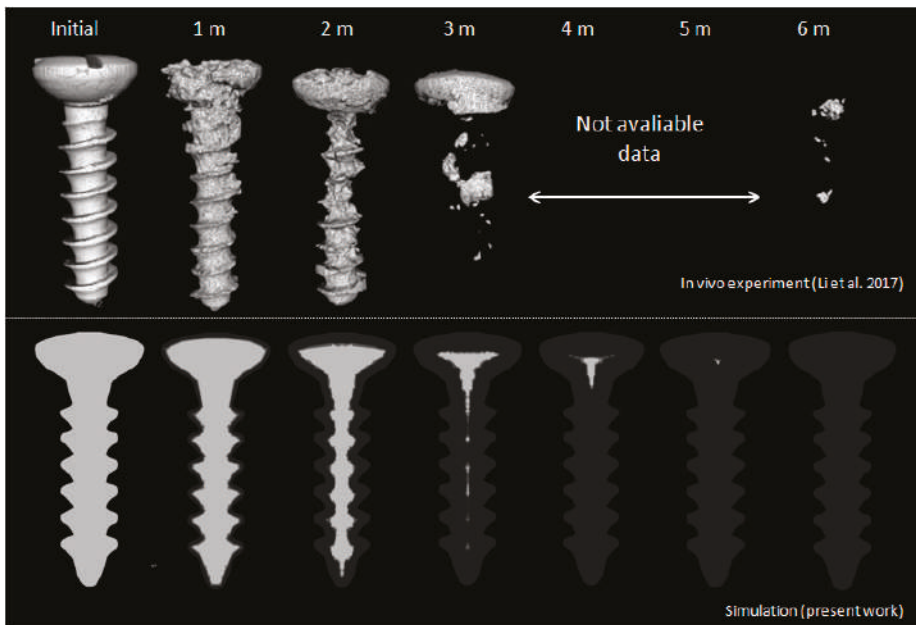 Initial 1 m 2 m 3 m 4 m 5 m 6 m
Not avaliable
data
In vivo experiment (Li et al. 2017)
Simulation (present work)